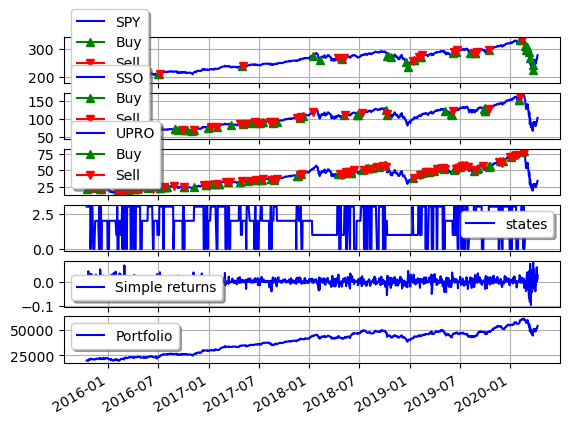 SPY
Buy
Sell
300
200
SSO
Buy
150
100
50
UPRO
Buy
Sell
75
50
25
2.5
0.0
states
0.0
−0.1
Simple returns
50000
25000
Portfolio
2016-01
2016-07
2017-01
2017-07
2018-01
2018-07
2019-01
2019-07
2020-01